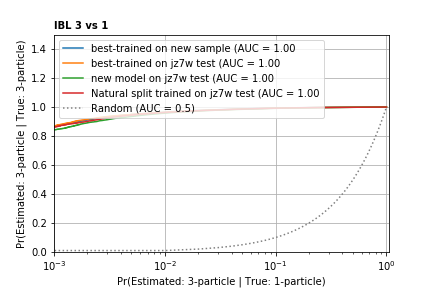 IBL 3 vs 1
Pr(Estimated: 3-particle | True: 3-particle)
1.4
1.2
1.0
0.8
0.6
0.4
0.2
0.0
best-trained on new sample (AUC = 1.00
best-trained on jz7w test (AUC = 1.00
new model on jz7w test (AUC = 1.00
Natural split trained on jz7w test (AUC = 1.00
Random (AUC = 0.5)
10⁻³
10⁻²
10⁻¹
10⁰
Pr(Estimated: 3-particle | True: 1-particle)